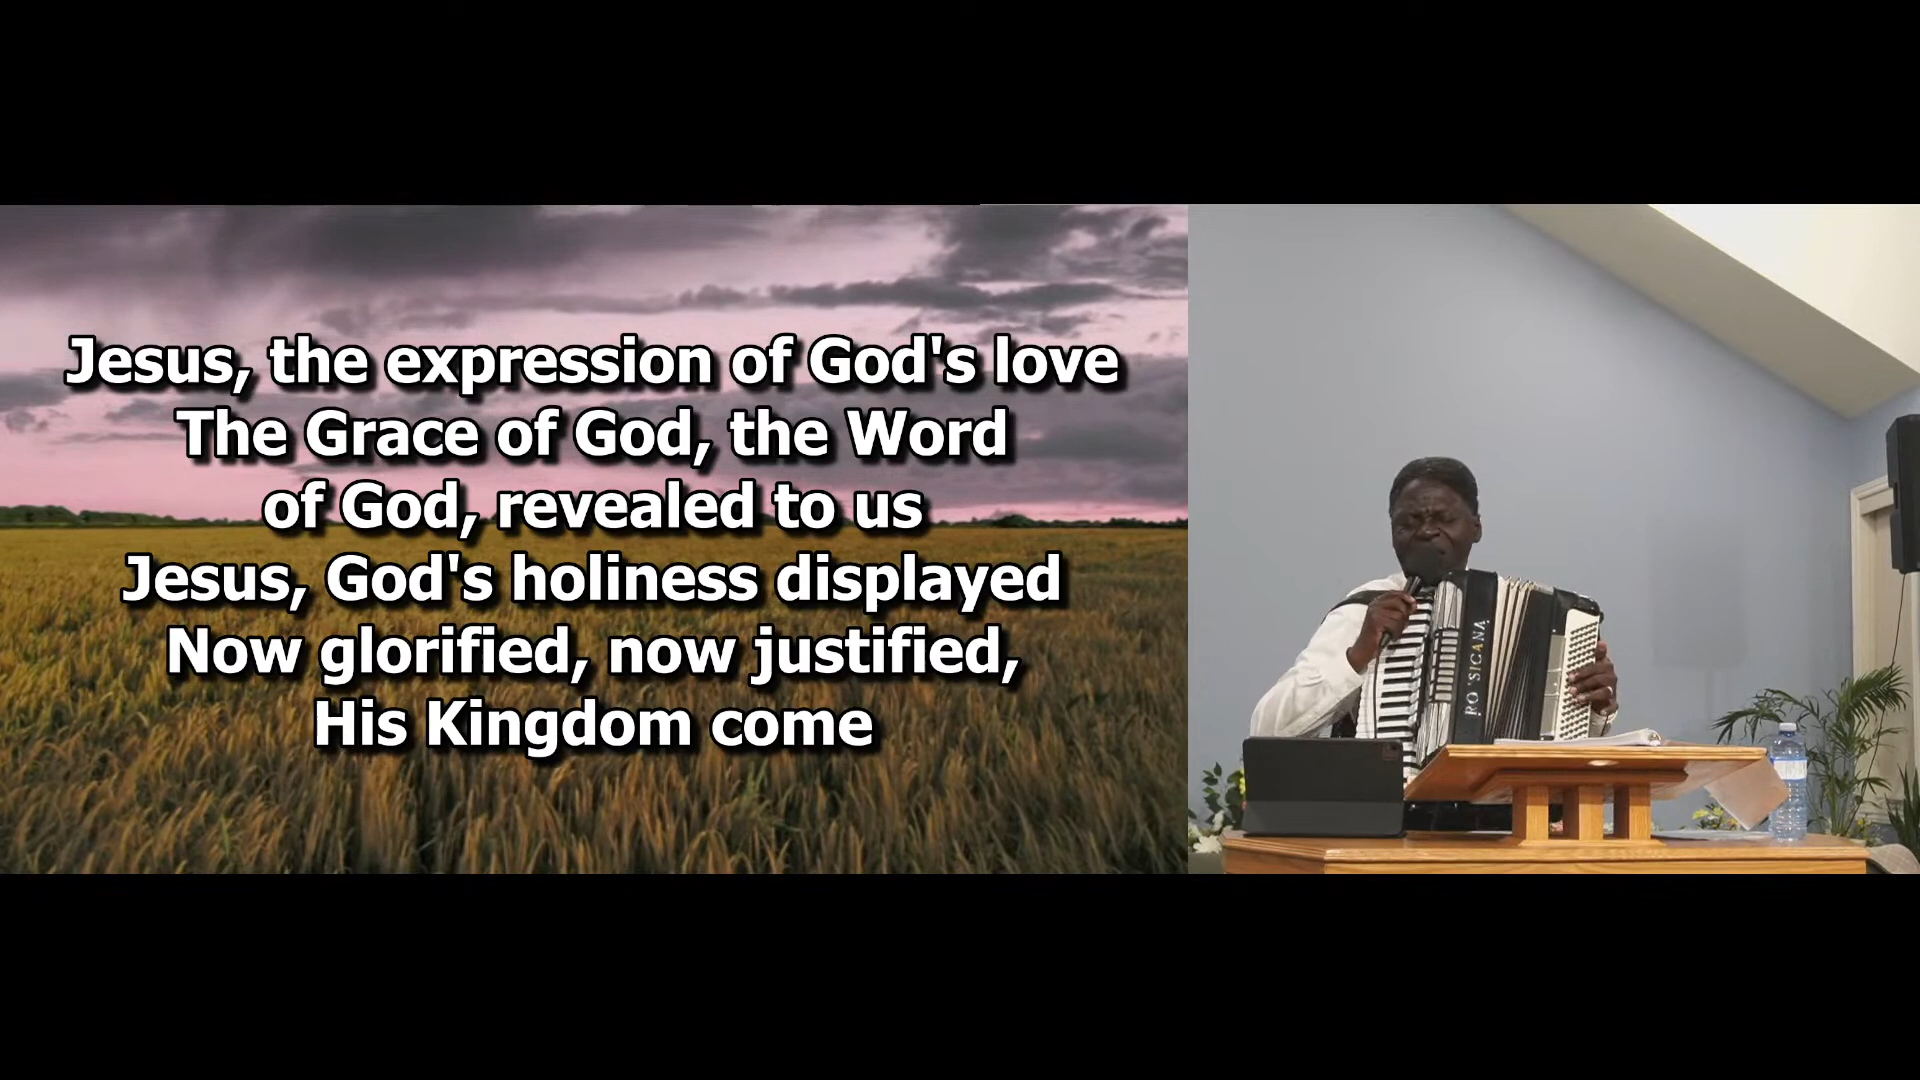 Jesus, the expression of God's love
The Grace of God, the Word
of God, revealed to us
Jesus, God's holiness displayed
Now glorified, now justified,
His Kingdom come